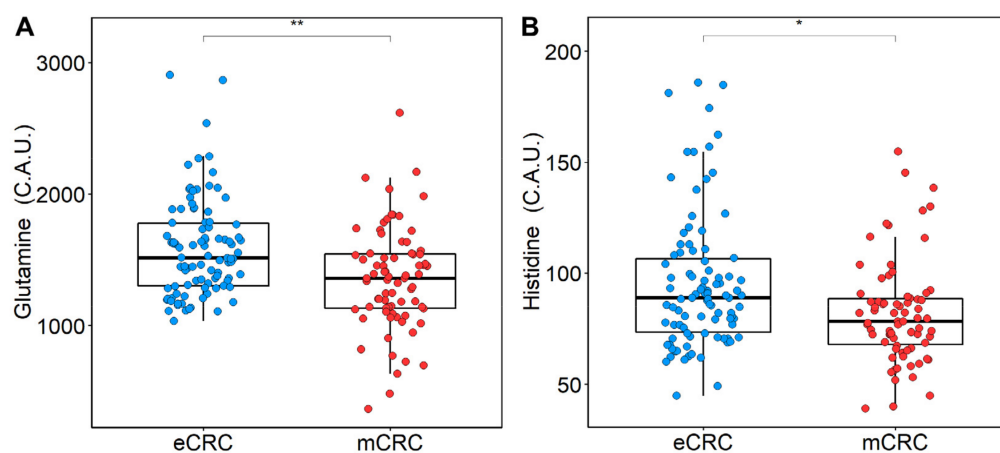 A
**
Glutamine (C.A.U.)
3000
2000
1000
eCRC
mCRC
B
*
Histidine (C.A.U.)
200
150
100
50
eCRC
mCRC